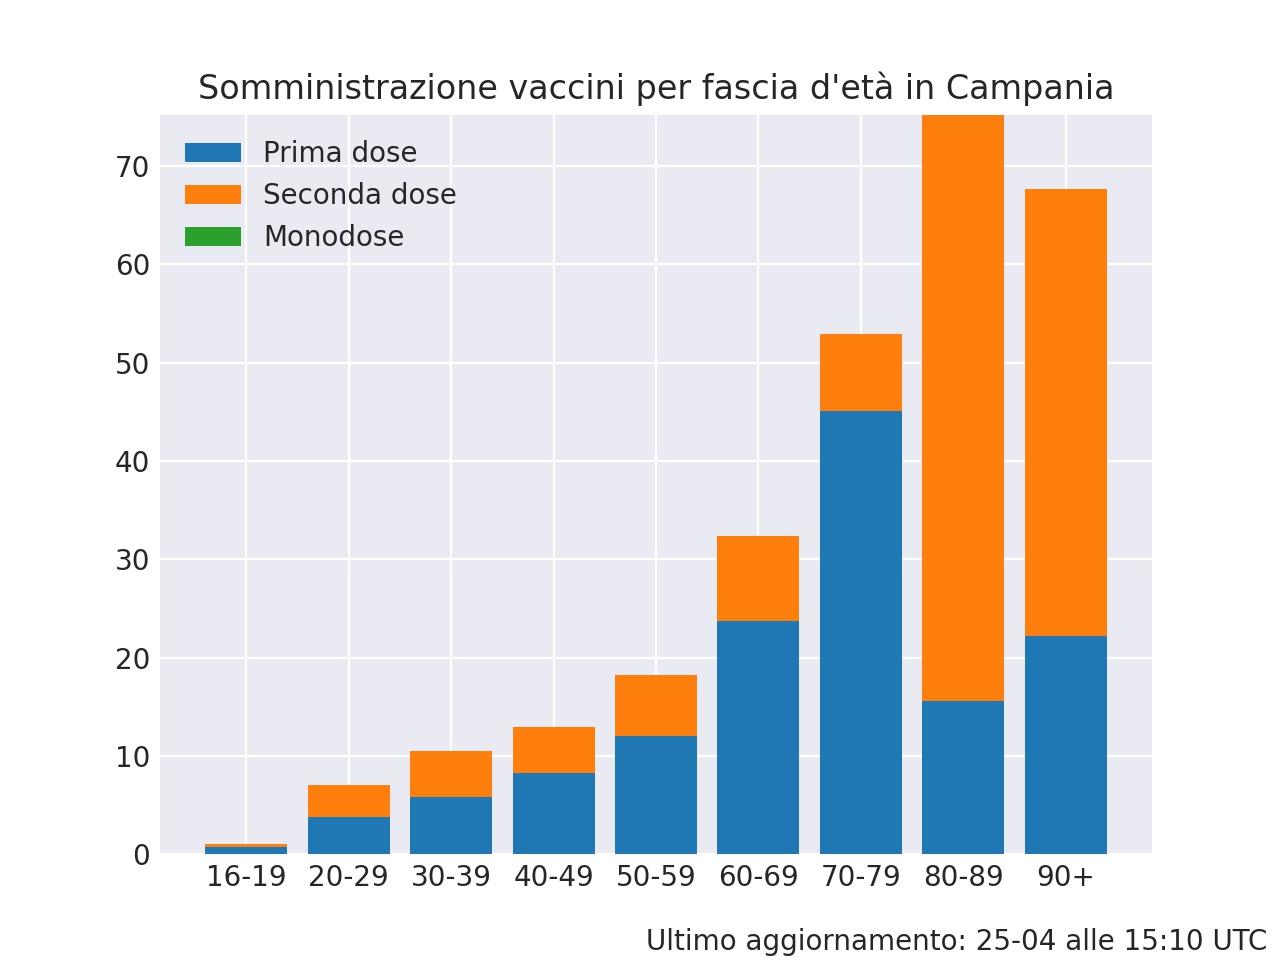 Somministrazione vaccini per fascia d'età in Campania
Prima dose
Seconda dose
Monodose
70
60
50
40
30
20
10
0
16-19 20-29 30-39 40-49 50-59 60-69 70-79 80-89 90+
Ultimo aggiornamento: 25-04 alle 15:10 UTC